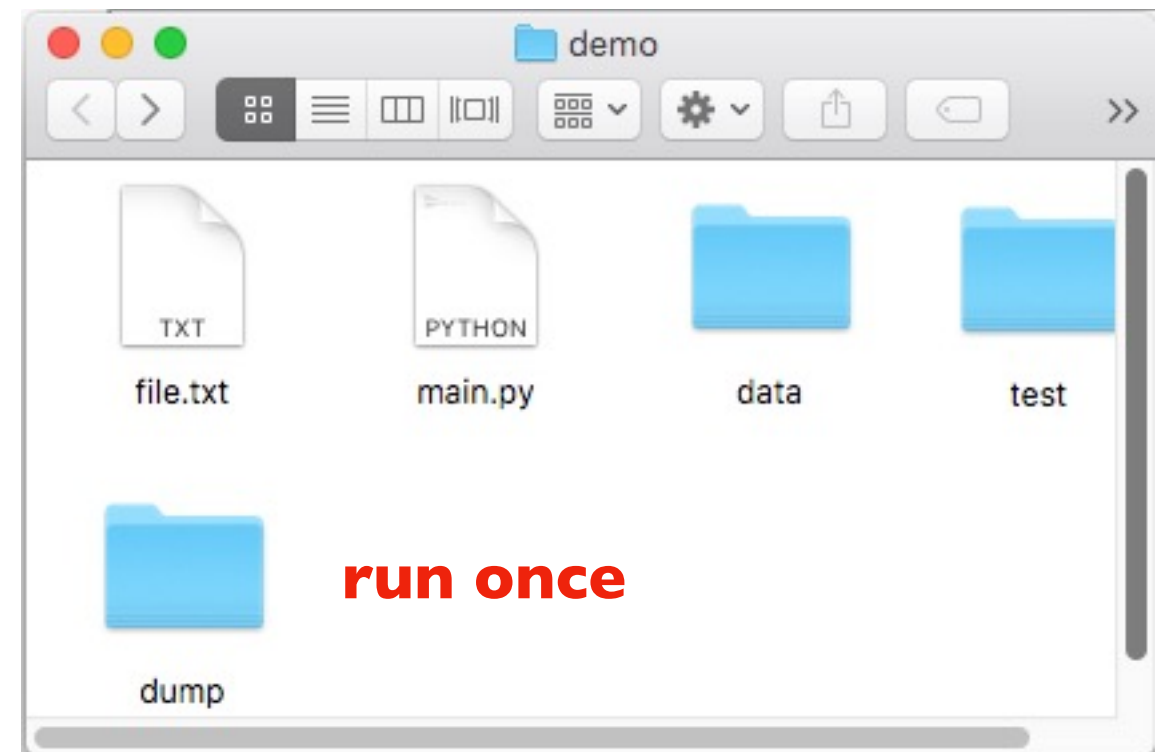 demo
TXT
PYTHON
file.txt
main.py
data
test
run once
dump